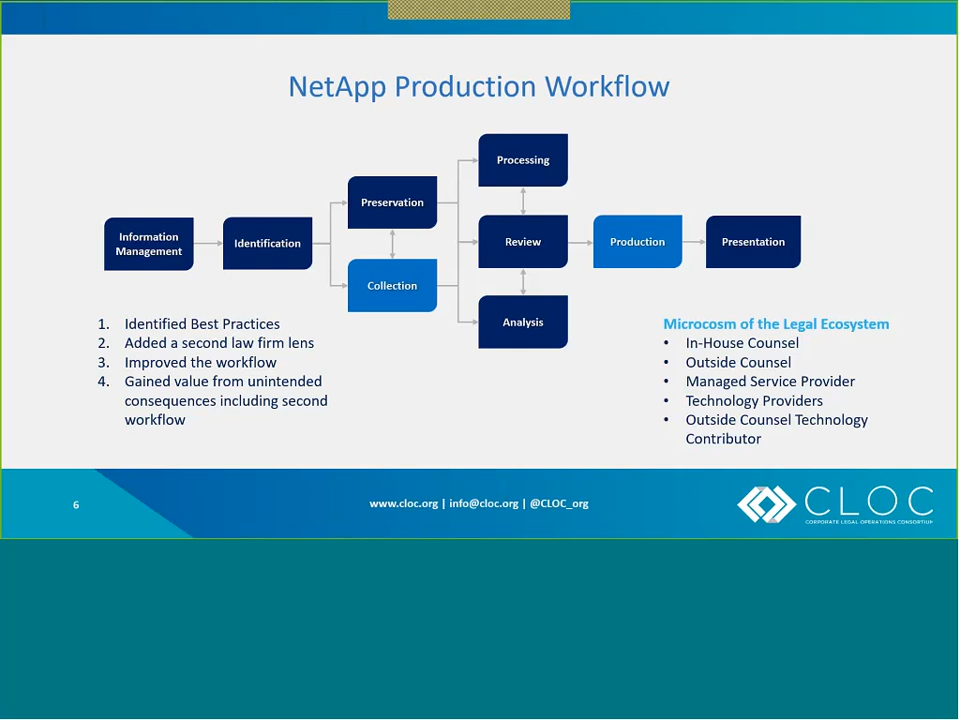 NetApp Production Workflow
Processing
Preservation
Information
Management
Identification
Review
Production
Presentation
Collection
Analysis
1. Identified Best Practices
2. Added a second law firm lens
3. Improved the workflow
4. Gained value from unintended
consequences including second
workflow
Microcosm of the Legal Ecosystem
• In-House Counsel
• Outside Counsel
• Managed Service Provider
• Technology Providers
• Outside Counsel Technology
Contributor
6
www.cloc.org | info@cloc.org | @CLOC_org
CLOC
CORPORATE LEGAL OPERATIONS CONSORTIUM